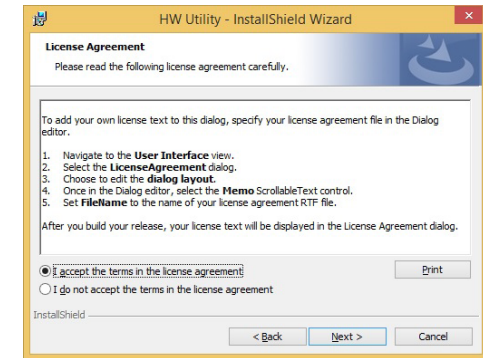 HW Utility - InstallShield Wizard
License Agreement
Please read the following license agreement carefully.
To add your own license text to this dialog, specify your license agreement file in the Dialog
editor.
1. Navigate to the User Interface view.
2. Select the LicenseAgreement dialog.
3. Choose to edit the dialog layout.
4. Once in the Dialog editor, select the Memo ScrollableText control.
5. Set FileName to the name of your license agreement RTF file.
After you build your release, your license text will be displayed in the License Agreement dialog.
I accept the terms in the license agreement
Print
I do not accept the terms in the license agreement
InstallShield
< Back Next > Cancel